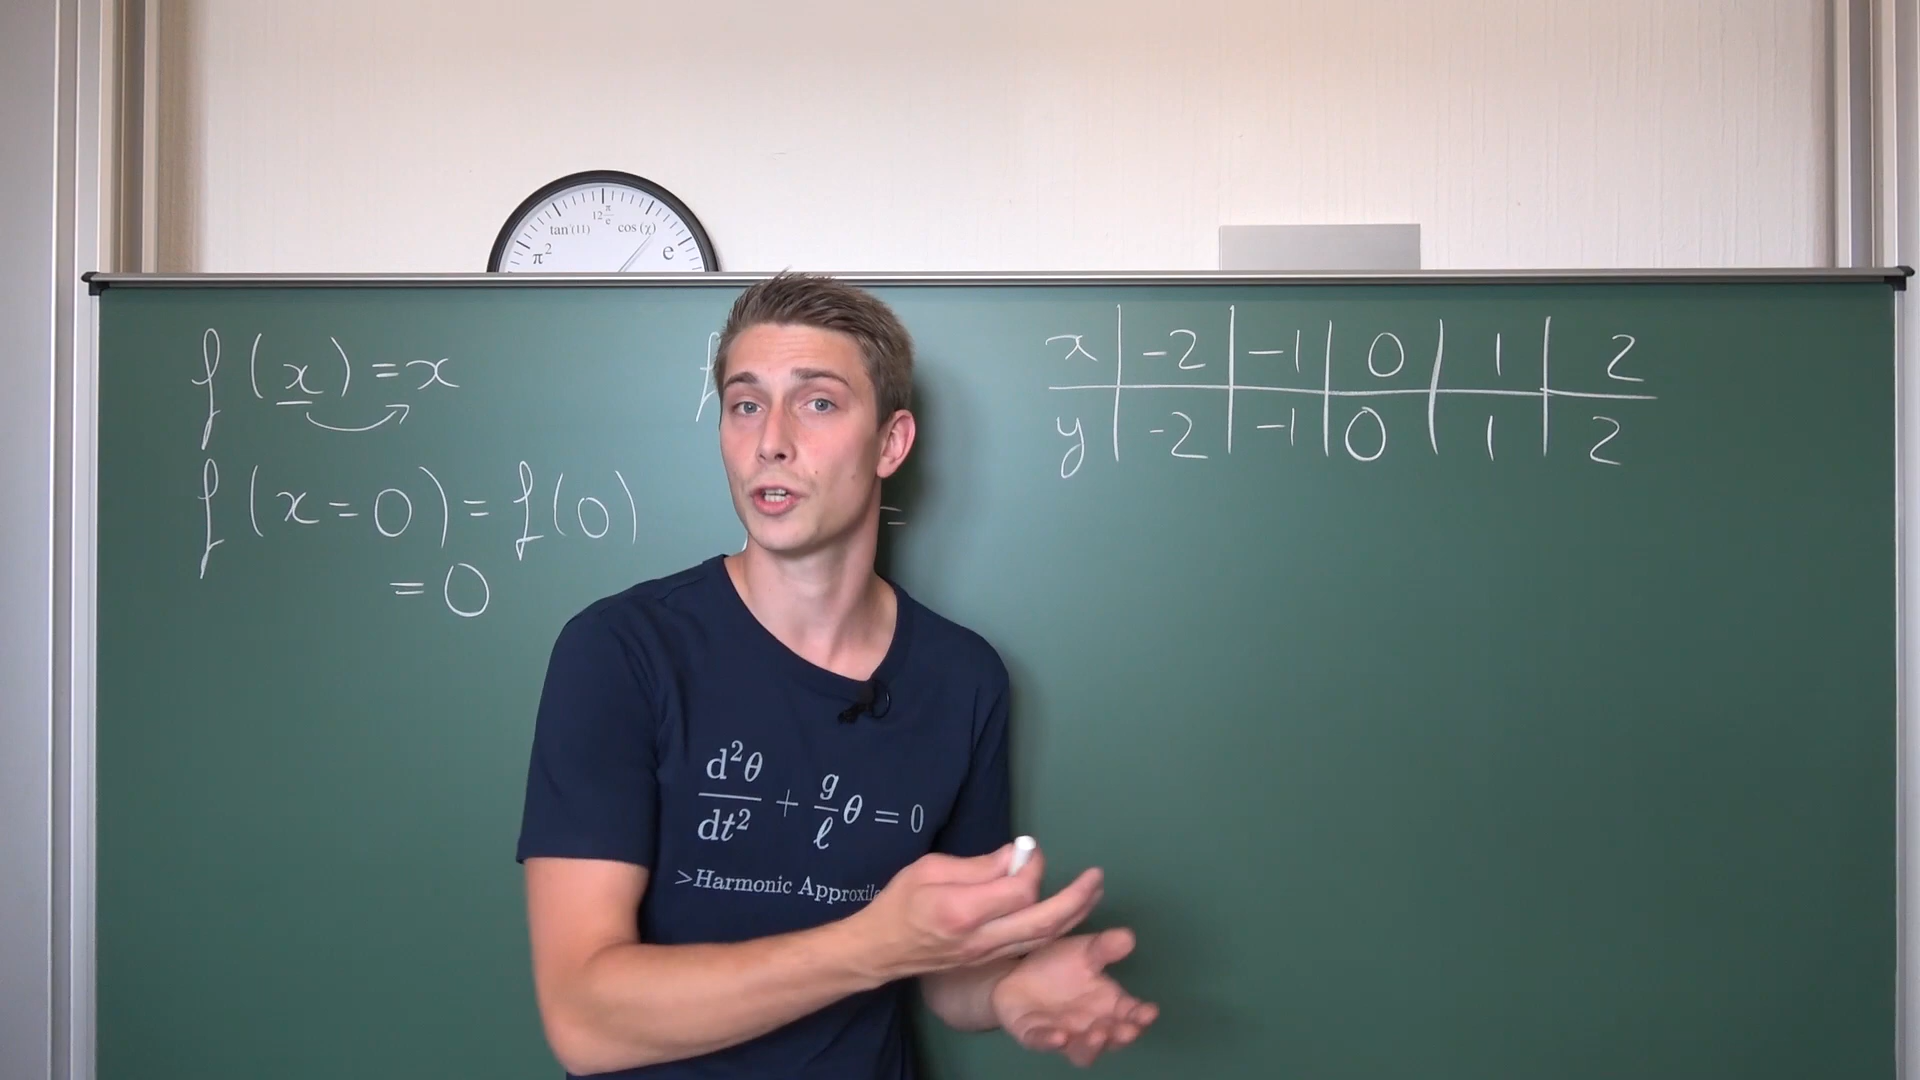 12^{π/e}
tan (11)
cos (χ)
π²
e
f(x) = x
f(x=0) = f(0)
= 0
f
=
x | -2 | -1 | 0 | 1 | 2
y | -2 | -1 | 0 | 1 | 2
d²θ/dt² + g/ℓ θ = 0
>Harmonic